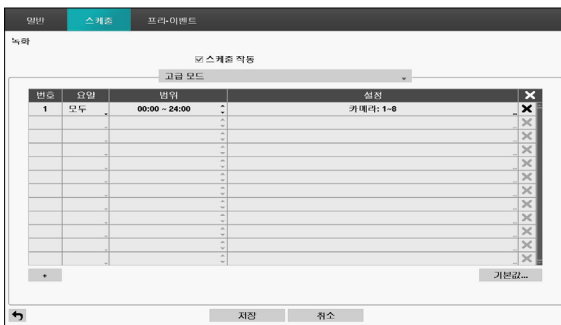 일반 스케줄 프리-이벤트
녹화
스케줄 작동
고급 모드
번호 요일 범위 설정
1 모두 00:00 ~ 24:00 카메라: 1~8
+ 기본값...
저장 취소